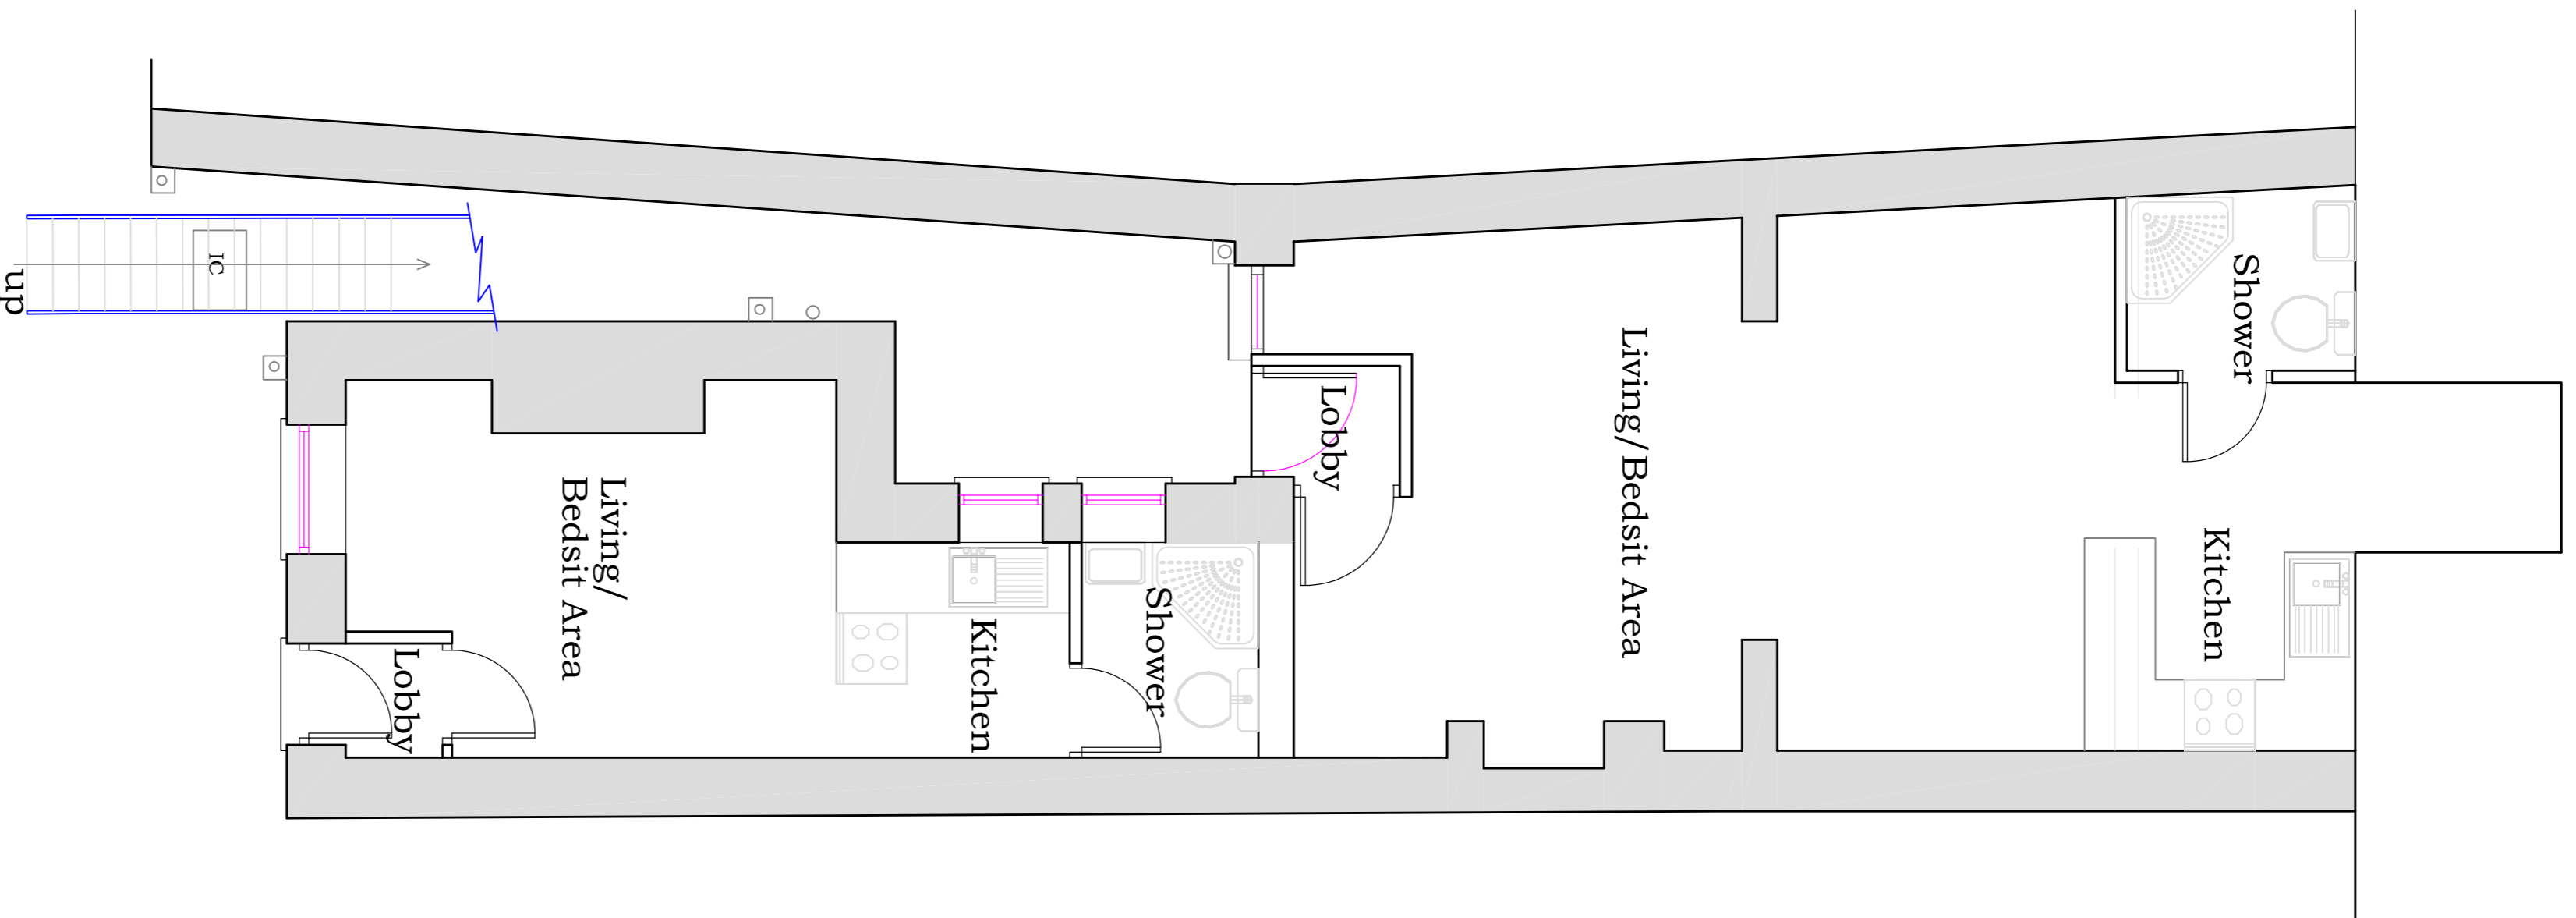 up
IC
Living/
Bedsit Area
Lobby
Kitchen
Shower
Lobby
Living/Bedsit Area
Shower
Kitchen